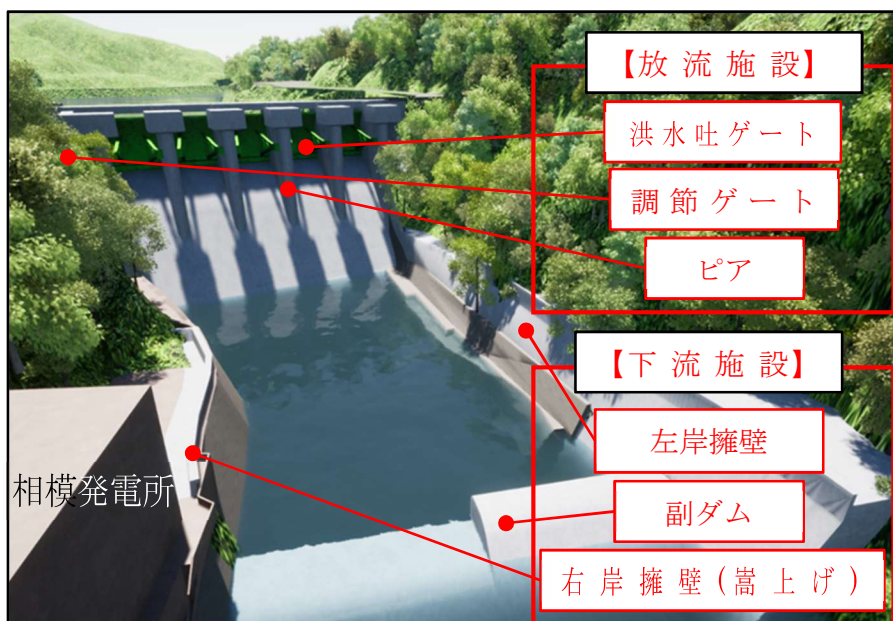 【放流施設】
洪水吐ゲート
調節ゲート
ピア
【下流施設】
左岸擁壁
副ダム
右岸擁壁(嵩上げ)
相模発電所